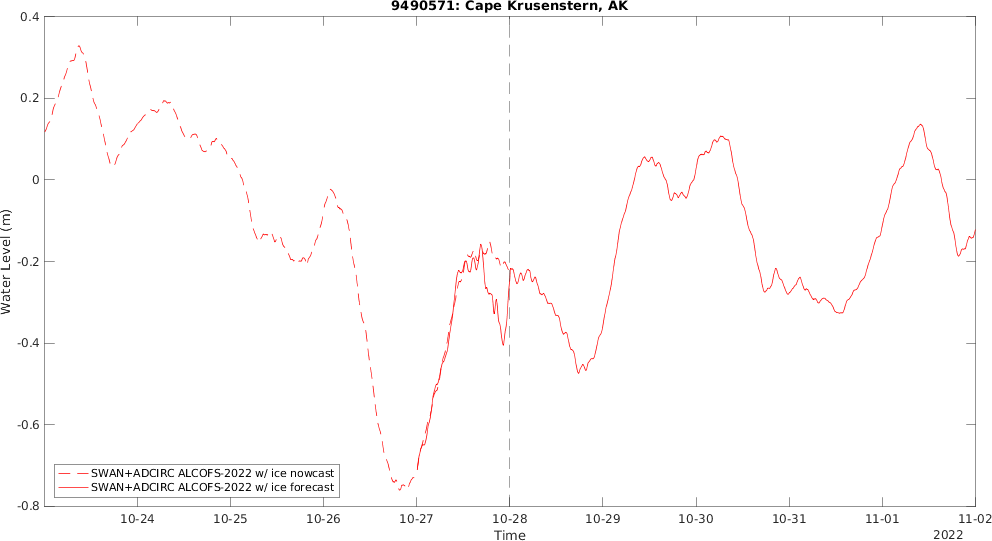 9490571: Cape Krusenstern, AK
0.4
0.2
0
-0.2
-0.4
-0.6
-0.8
Water Level (m)
SWAN+ADCIRC ALCOFS-2022 w/ ice nowcast
SWAN+ADCIRC ALCOFS-2022 w/ ice forecast
10-24 10-25 10-26 10-27 10-28 10-29 10-30 10-31 11-01 11-02
Time
2022